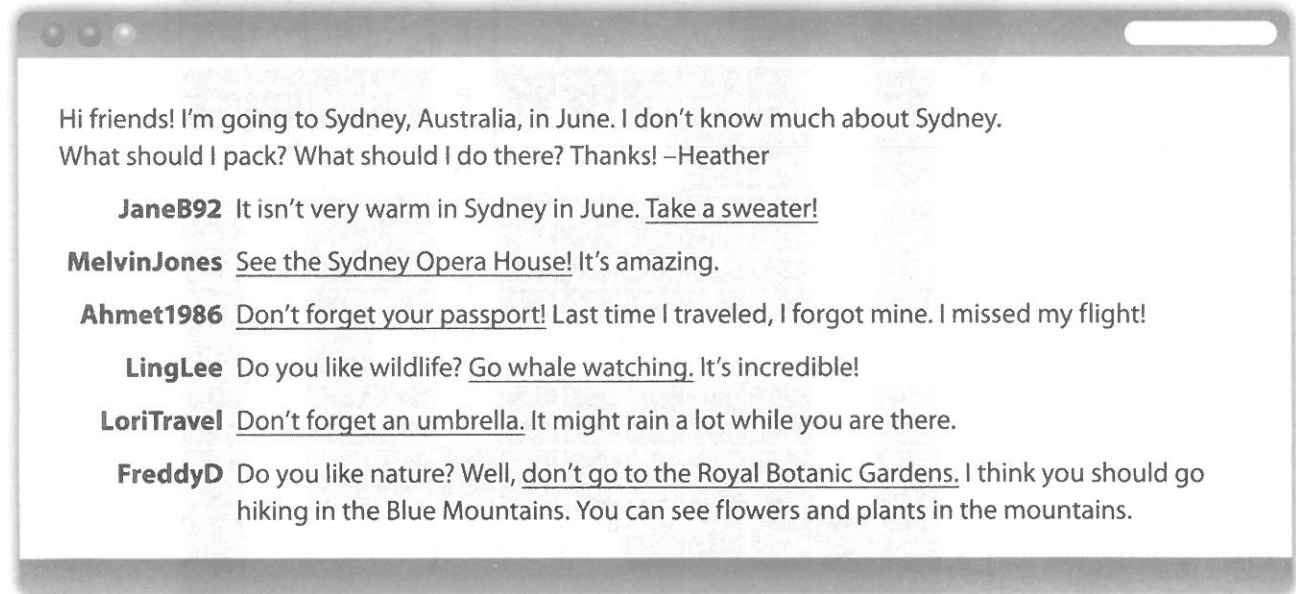 Hi friends! I'm going to Sydney, Australia, in June. I don't know much about Sydney.
What should I pack? What should I do there? Thanks! –Heather
JaneB92 It isn't very warm in Sydney in June. Take a sweater!
MelvinJones See the Sydney Opera House! It's amazing.
Ahmet1986 Don't forget your passport! Last time I traveled, I forgot mine. I missed my flight!
LingLee Do you like wildlife? Go whale watching. It's incredible!
LoriTravel Don't forget an umbrella. It might rain a lot while you are there.
FreddyD Do you like nature? Well, don't go to the Royal Botanic Gardens. I think you should go
hiking in the Blue Mountains. You can see flowers and plants in the mountains.